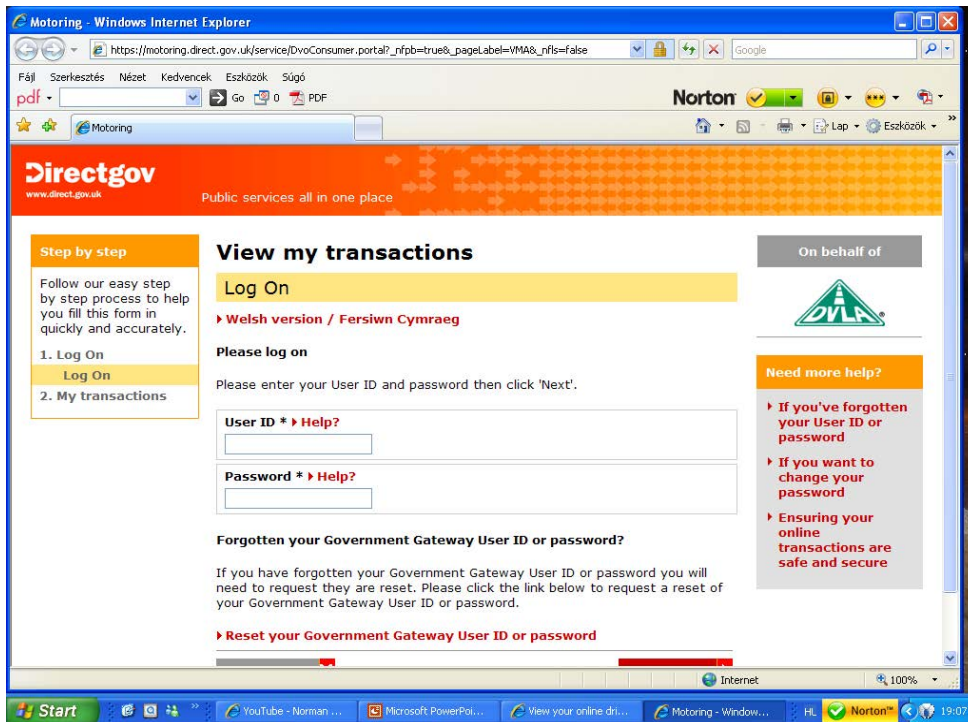 Motoring - Windows Internet Explorer
https://motoring.direct.gov.uk/service/DvoConsumer.portal?_nfpb=true&_pageLabel=VMA&_nfls=false
Google
Fájl Szerkesztés Nézet Kedvencek Eszközök Súgó
pdf Go 0 PDF Norton
Motoring Lap Eszközök »
Directgov
www.direct.gov.uk
Public services all in one place
Step by step
Follow our easy step
by step process to help
you fill this form in
quickly and accurately.
1. Log On
Log On
2. My transactions
View my transactions
Log On
Welsh version / Fersiwn Cymraeg
Please log on
Please enter your User ID and password then click 'Next'.
User ID * Help?
Password * Help?
Forgotten your Government Gateway User ID or password?
If you have forgotten your Government Gateway User ID or password you will
need to request they are reset. Please click the link below to request a reset of
your Government Gateway User ID or password.
Reset your Government Gateway User ID or password
On behalf of
DVLA
Need more help?
If you've forgotten
your User ID or
password
If you want to
change your
password
Ensuring your
online
transactions are
safe and secure
Internet 100%
Start » YouTube - Norman ... Microsoft PowerPoi... View your online dri... Motoring - Window... HL Norton™ 19:07